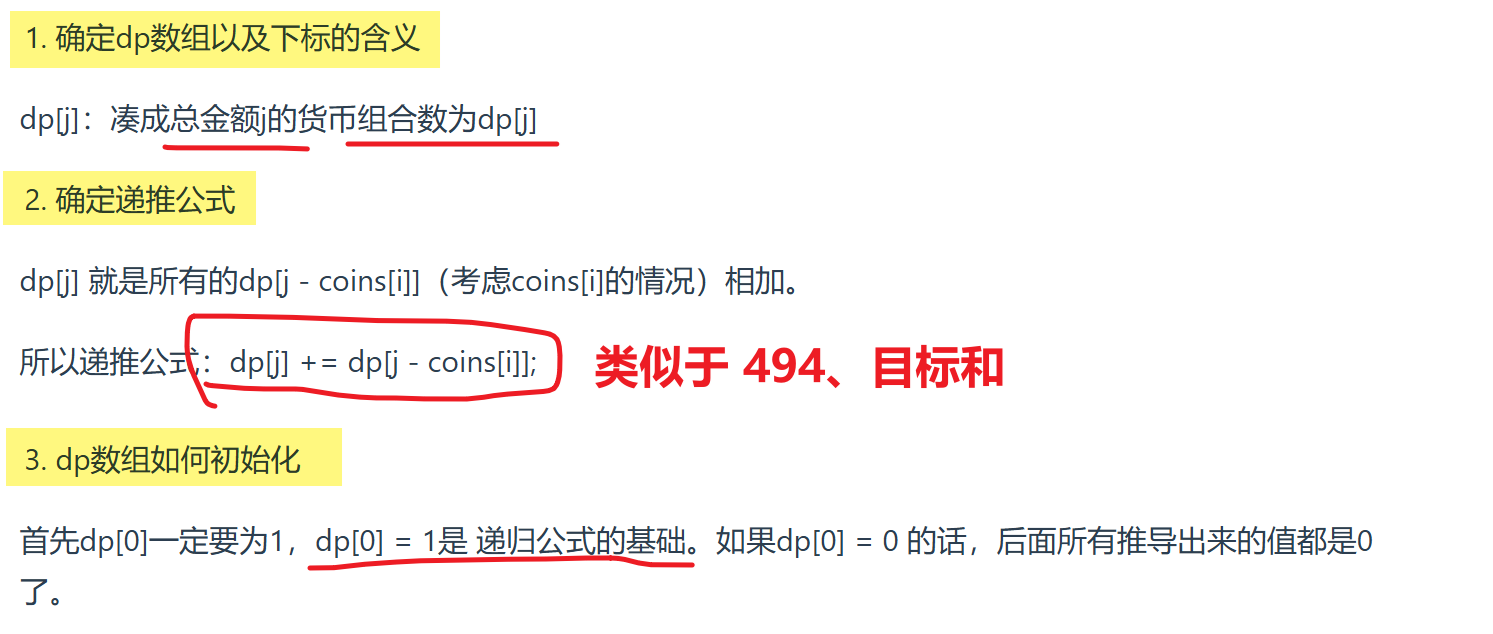 1. 确定dp数组以及下标的含义
dp[j]：凑成总金额j的货币组合数为dp[j]
2. 确定递推公式
dp[j] 就是所有的dp[j - coins[i]]（考虑coins[i]的情况）相加。
所以递推公式：dp[j] += dp[j - coins[i]]; 类似于 494、目标和
3. dp数组如何初始化
首先dp[0]一定要为1，dp[0] = 1是 递归公式的基础。如果dp[0] = 0 的话，后面所有推导出来的值都是0
了。